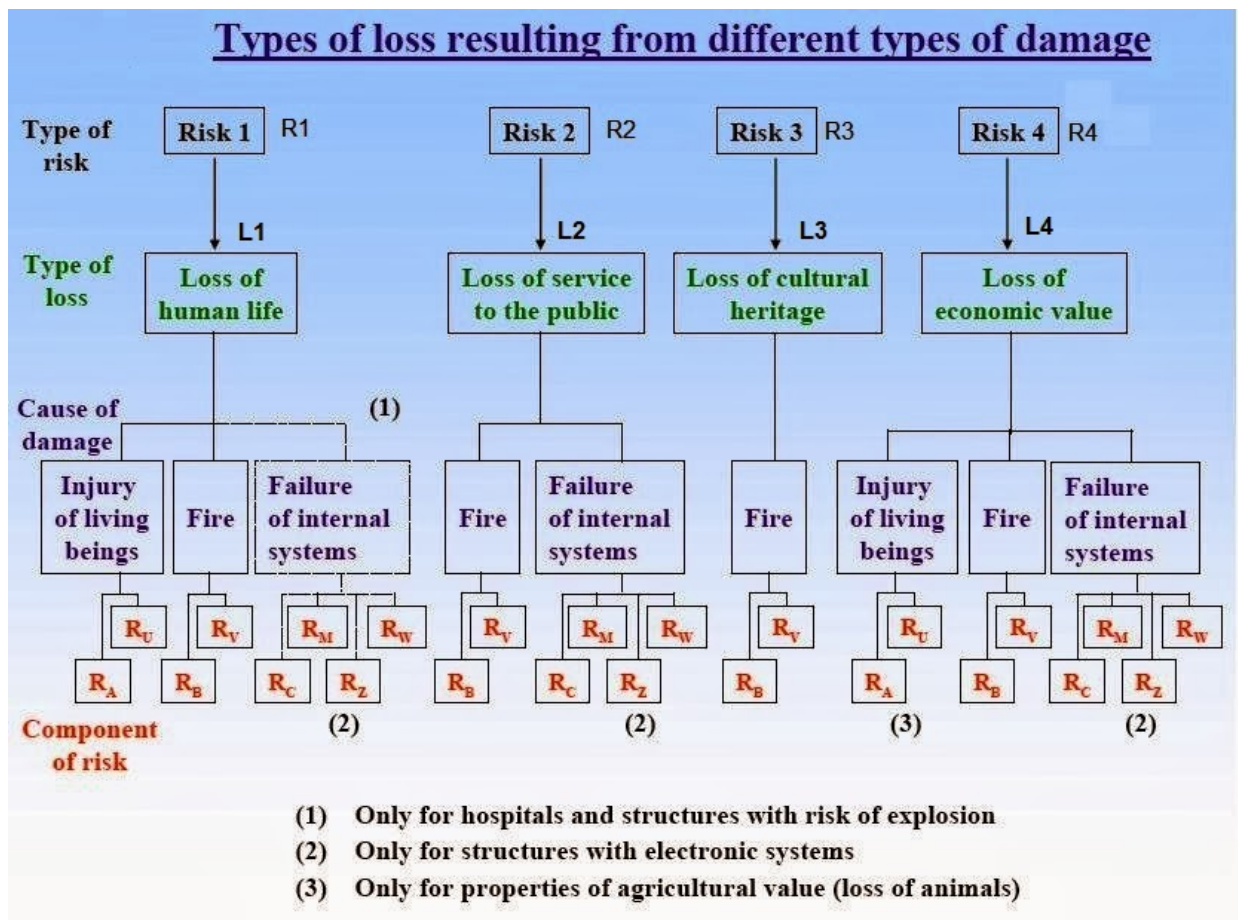 Types of loss resulting from different types of damage
Type of
risk
Risk 1 R1
Risk 2 R2
Risk 3 R3
Risk 4 R4
L1
L2
L3
L4
Type of
loss
Loss of
human life
Loss of service
to the public
Loss of cultural
heritage
Loss of
economic value
Cause of
damage
(1)
Injury
of living
beings
Fire
Failure
of internal
systems
Fire
Failure
of internal
systems
Fire
Injury
of living
beings
Fire
Failure
of internal
systems
RU RV RM RW RV RM RW RV RU RV RM RW
RA RB RC RZ RB RC RZ RB RA RB RC RZ
(2) (2) (3) (2)
Component
of risk
(1) Only for hospitals and structures with risk of explosion
(2) Only for structures with electronic systems
(3) Only for properties of agricultural value (loss of animals)